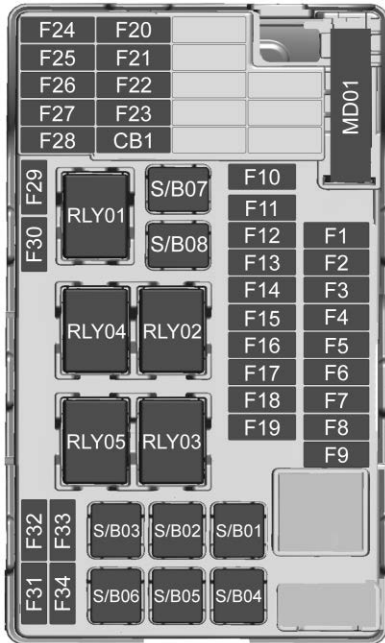 F24 F20
F25 F21
F26 F22
F27 F23
F28 CB1
MD01
F29
F30
RLY01
S/B07
S/B08
F10
F11
F12 F1
F13 F2
F14 F3
F15 F4
F16 F5
F17 F6
F18 F7
F19 F8
F9
RLY04 RLY02
RLY05 RLY03
F32 F33
S/B03 S/B02 S/B01
F31 F34
S/B06 S/B05 S/B04